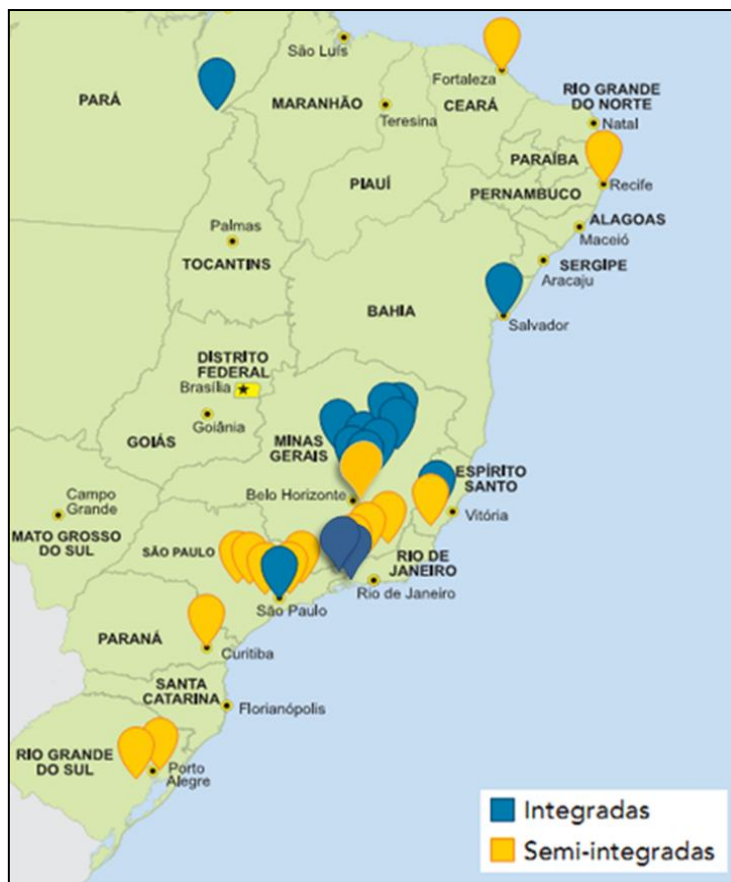 São Luís
Fortaleza
PARÁ
MARANHÃO
CEARÁ
RIO GRANDE
DO NORTE
Teresina
Natal
PARAÍBA
PIAUÍ
PERNAMBUCO
Recife
ALAGOAS
Maceió
Palmas
TOCANTINS
SERGIPE
Aracaju
BAHIA
Salvador
DISTRITO
FEDERAL
Brasília
GOIÁS
Goiânia
MINAS
GERAIS
ESPÍRITO
SANTO
Belo Horizonte
Vitória
Campo
Grande
MATO GROSSO
DO SUL
SÃO PAULO
RIO DE
JANEIRO
Rio de Janeiro
São Paulo
PARANÁ
Curitiba
SANTA
CATARINA
Florianópolis
RIO GRANDE
DO SUL
Porto
Alegre
Integradas
Semi-integradas